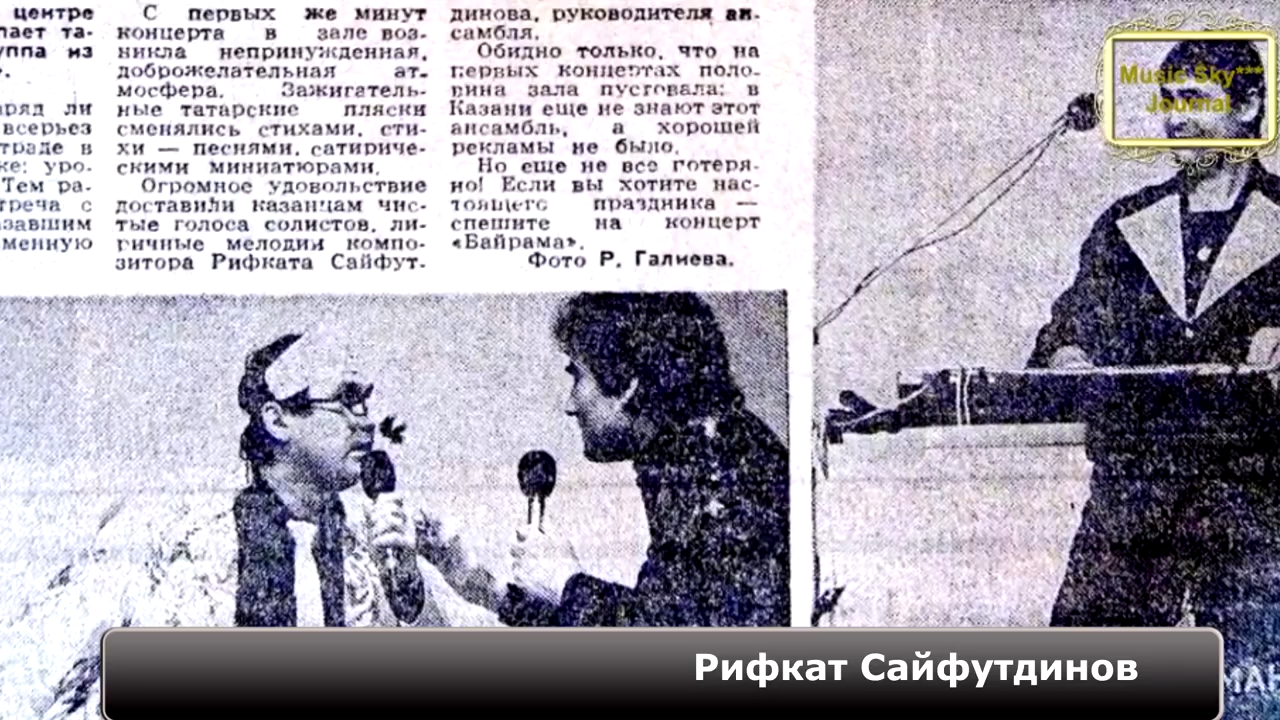 центре
пает та-
уппа из
ряд ли
всерьез
траде в
ке: уро-
Тем ра-
треча с
азавшим
менную
С первых же минут
концерта в зале воз-
никла непринужденная,
доброжелательная ат-
мосфера. Зажигатель-
ные татарские пляски
сменялись стихами, сти-
хи — песнями, сатириче-
скими миниатюрами.
Огромное удовольствие
доставили казанцам чис-
тые голоса солистов, ли-
ричные мелодии компо-
зитора Рифката Сайфут-
динова, руководителя ан-
самбля.
Обидно только, что на
первых концертах поло-
вина зала пустовала: в
Казани еще не знают этот
ансамбль, а хорошей
рекламы не было.
Но еще не все потеря-
но! Если вы хотите нас-
тоящего праздника —
спешите на концерт
«Байрама».
Фото Р. Галиева.
Music Sky***
Journal
Рифкат Сайфутдинов